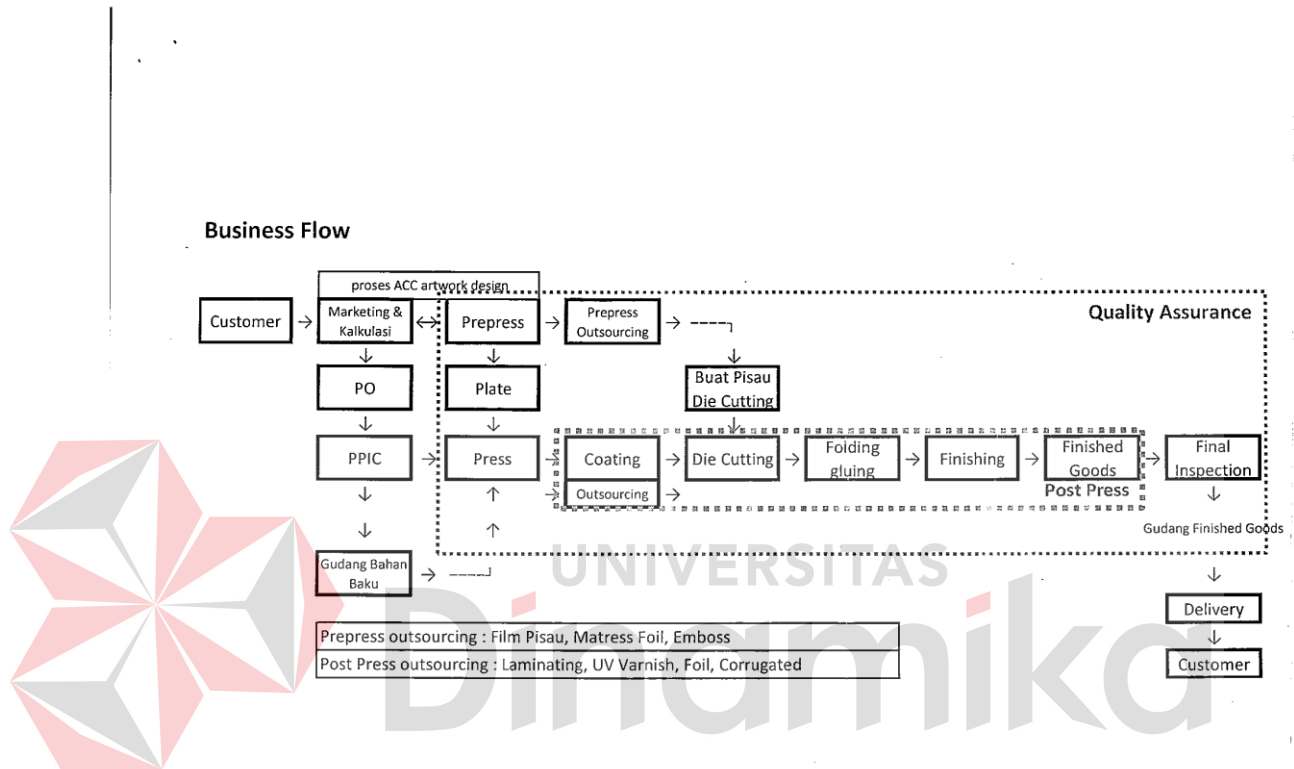 Business Flow
proses ACC artwork design
Customer
Marketing &
Kalkulasi
Prepress
Prepress
Outsourcing
Quality Assurance
PO
Plate
Buat Pisau
Die Cutting
PPIC
Press
Coating
Outsourcing
Die Cutting
Folding
gluing
Finishing
Finished
Goods
Post Press
Final
Inspection
Gudang Finished Goods
Gudang Bahan
Baku
Delivery
Customer
Prepress outsourcing : Film Pisau, Matress Foil, Emboss
Post Press outsourcing : Laminating, UV Varnish, Foil, Corrugated
UNIVERSITAS
Dinamika